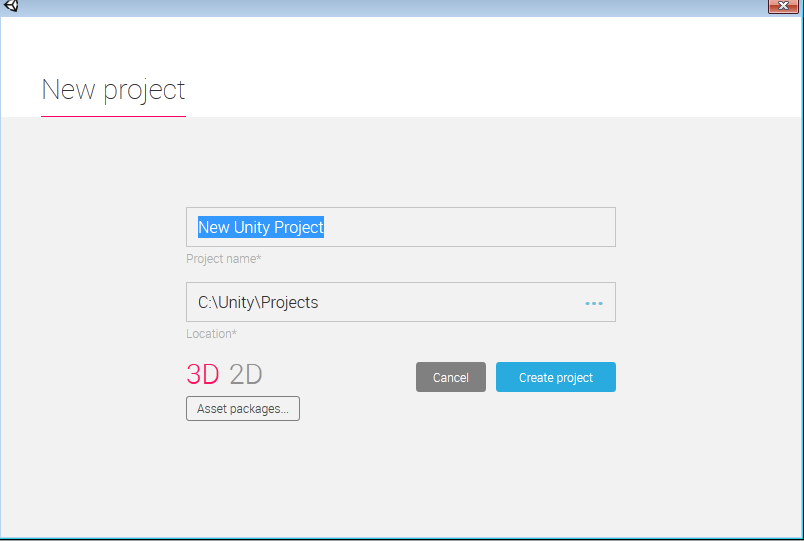 New project
New Unity Project
Project name*
C:\Unity\Projects
Location*
3D 2D
Cancel
Create project
Asset packages...